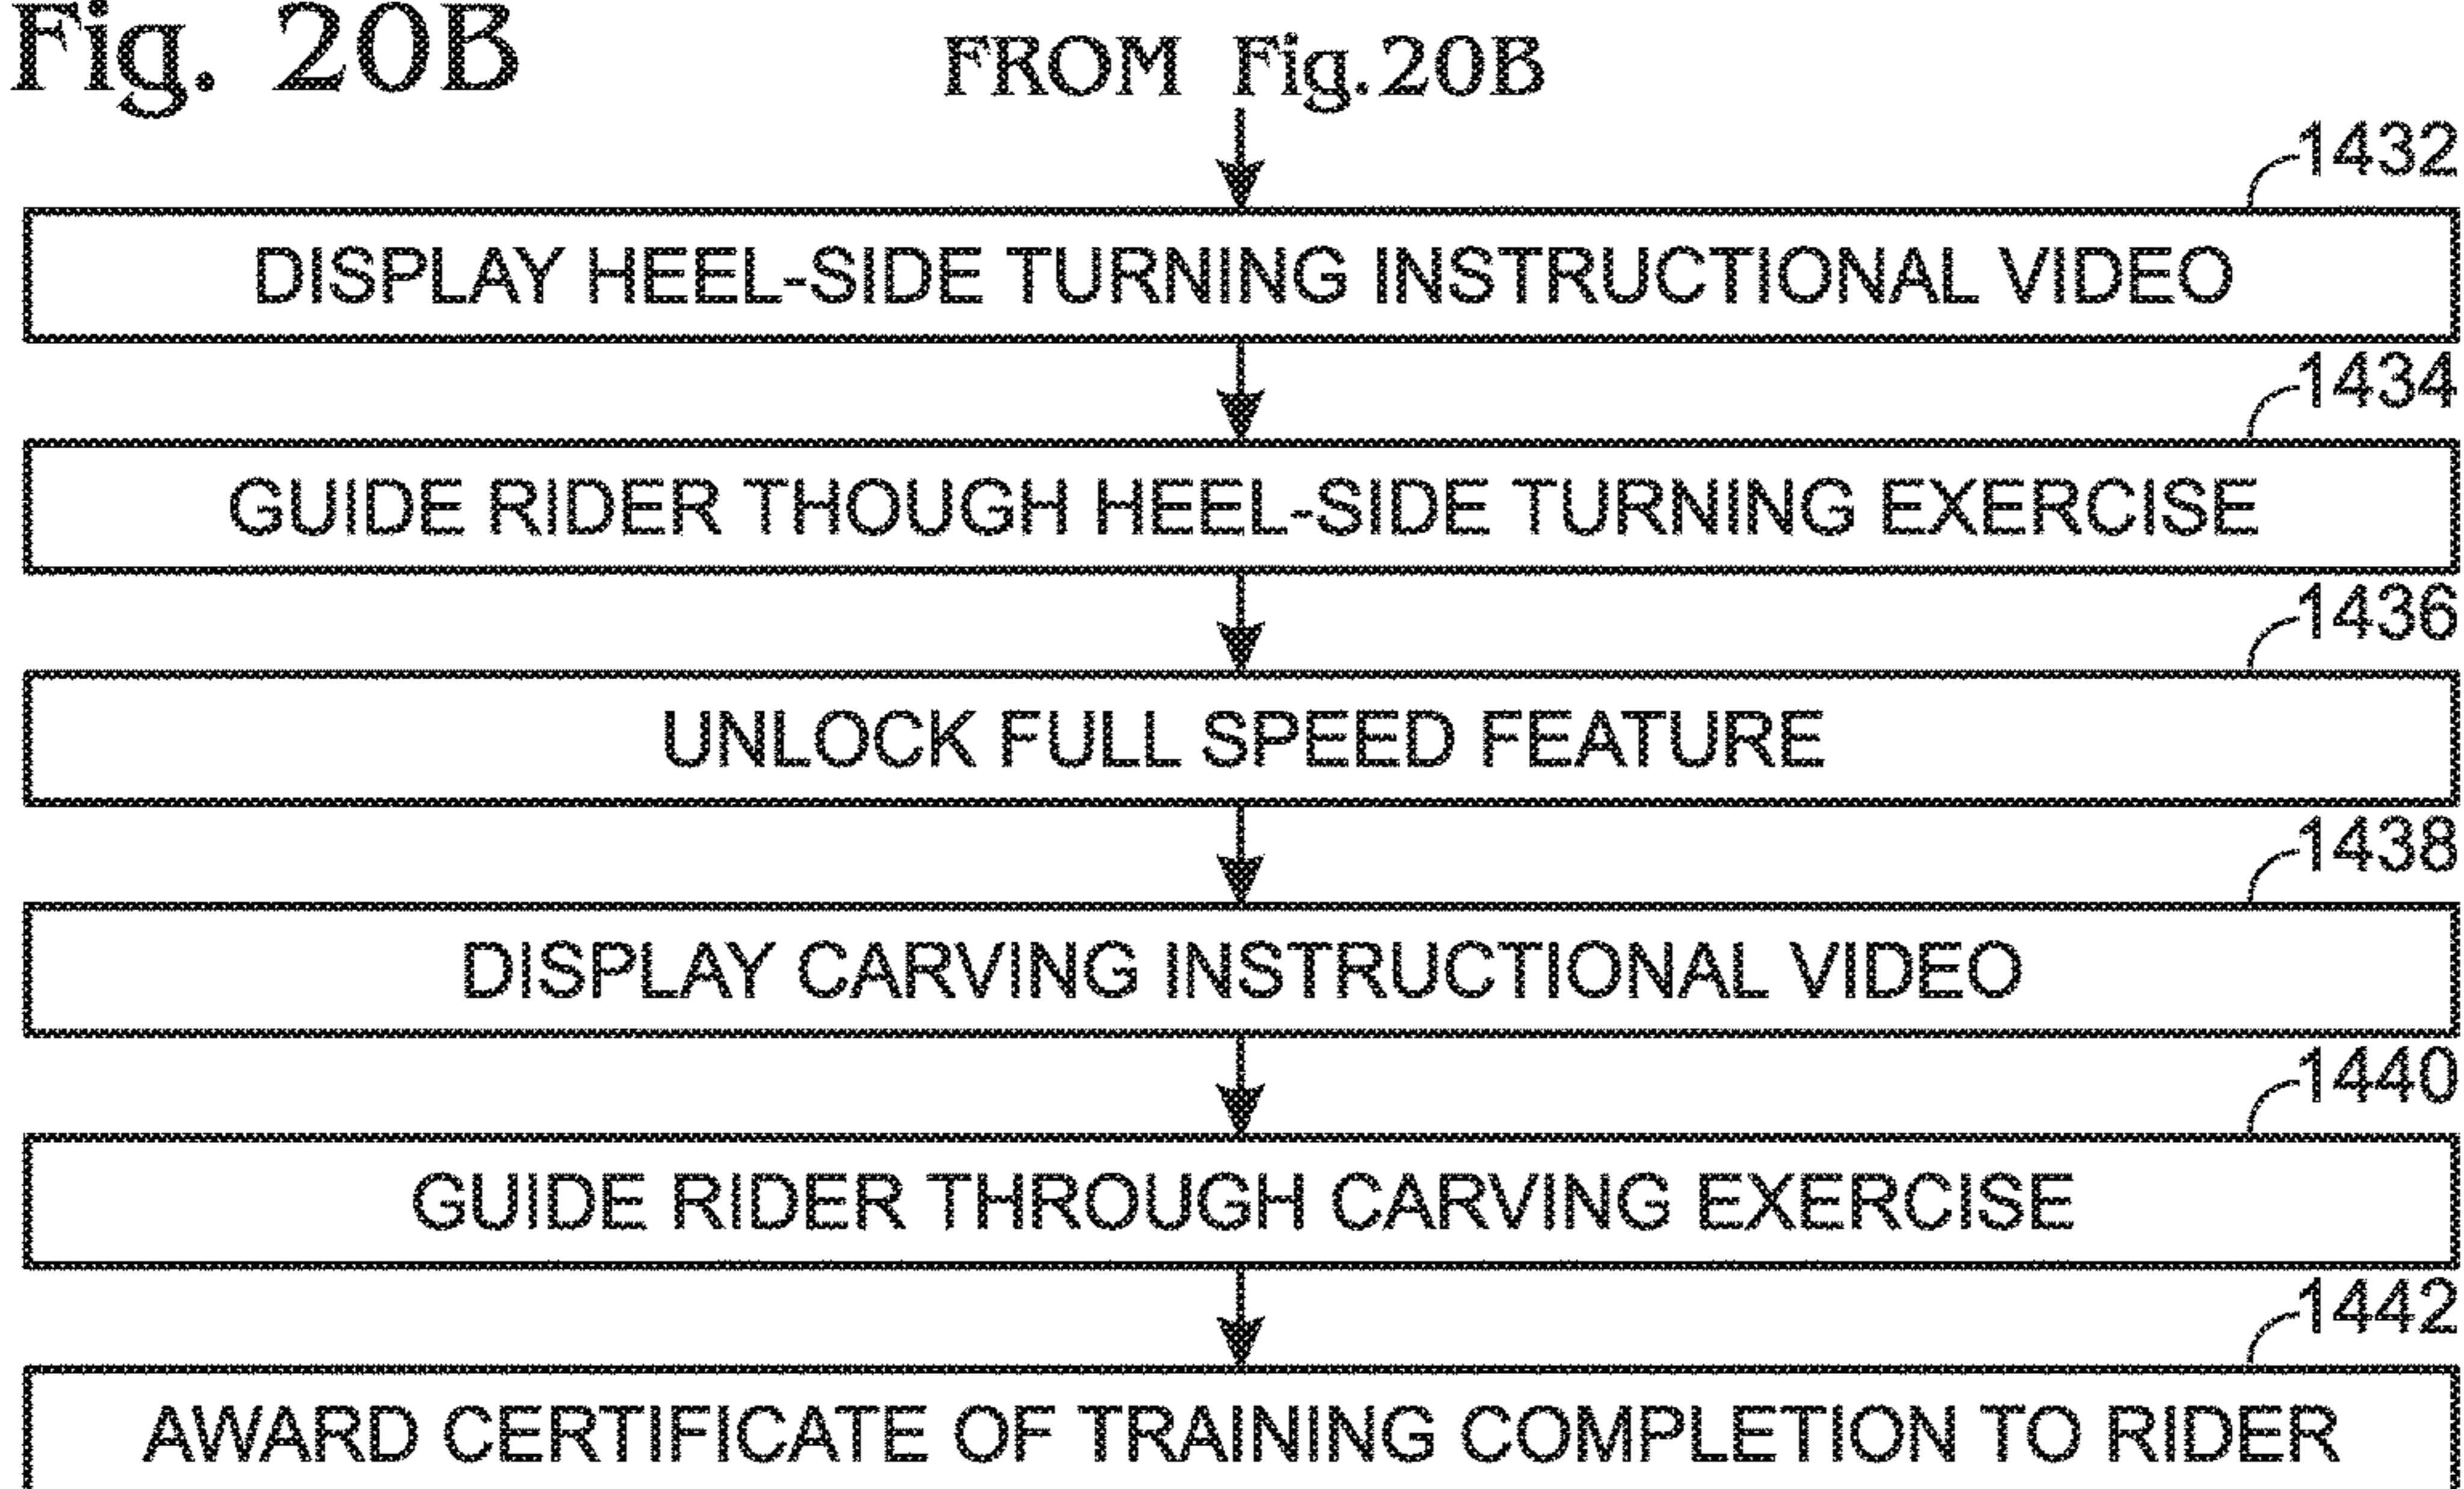 Fig. 20B
FROM Fig.20B
1432
DISPLAY HEEL-SIDE TURNING INSTRUCTIONAL VIDEO
1434
GUIDE RIDER THOUGH HEEL-SIDE TURNING EXERCISE
1436
UNLOCK FULL SPEED FEATURE
1438
DISPLAY CARVING INSTRUCTIONAL VIDEO
1440
GUIDE RIDER THROUGH CARVING EXERCISE
1442
AWARD CERTIFICATE OF TRAINING COMPLETION TO RIDER